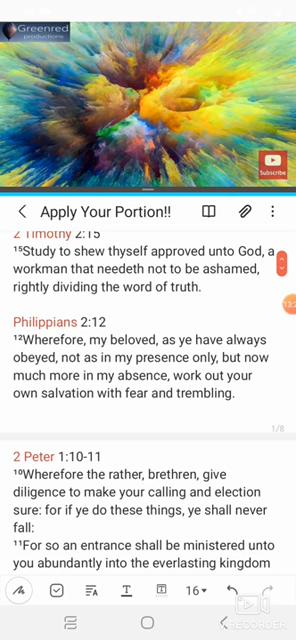 Greenred
productions
Subscribe
Apply Your Portion!!
2 Timothy 2:15
¹⁵Study to shew thyself approved unto God, a
workman that needeth not to be ashamed,
rightly dividing the word of truth.
Philippians 2:12
¹²Wherefore, my beloved, as ye have always
obeyed, not as in my presence only, but now
much more in my absence, work out your
own salvation with fear and trembling.
1/8
2 Peter 1:10-11
¹⁰Wherefore the rather, brethren, give
diligence to make your calling and election
sure: for if ye do these things, ye shall never
fall:
¹¹For so an entrance shall be ministered unto
you abundantly into the everlasting kingdom
16
RECORDER